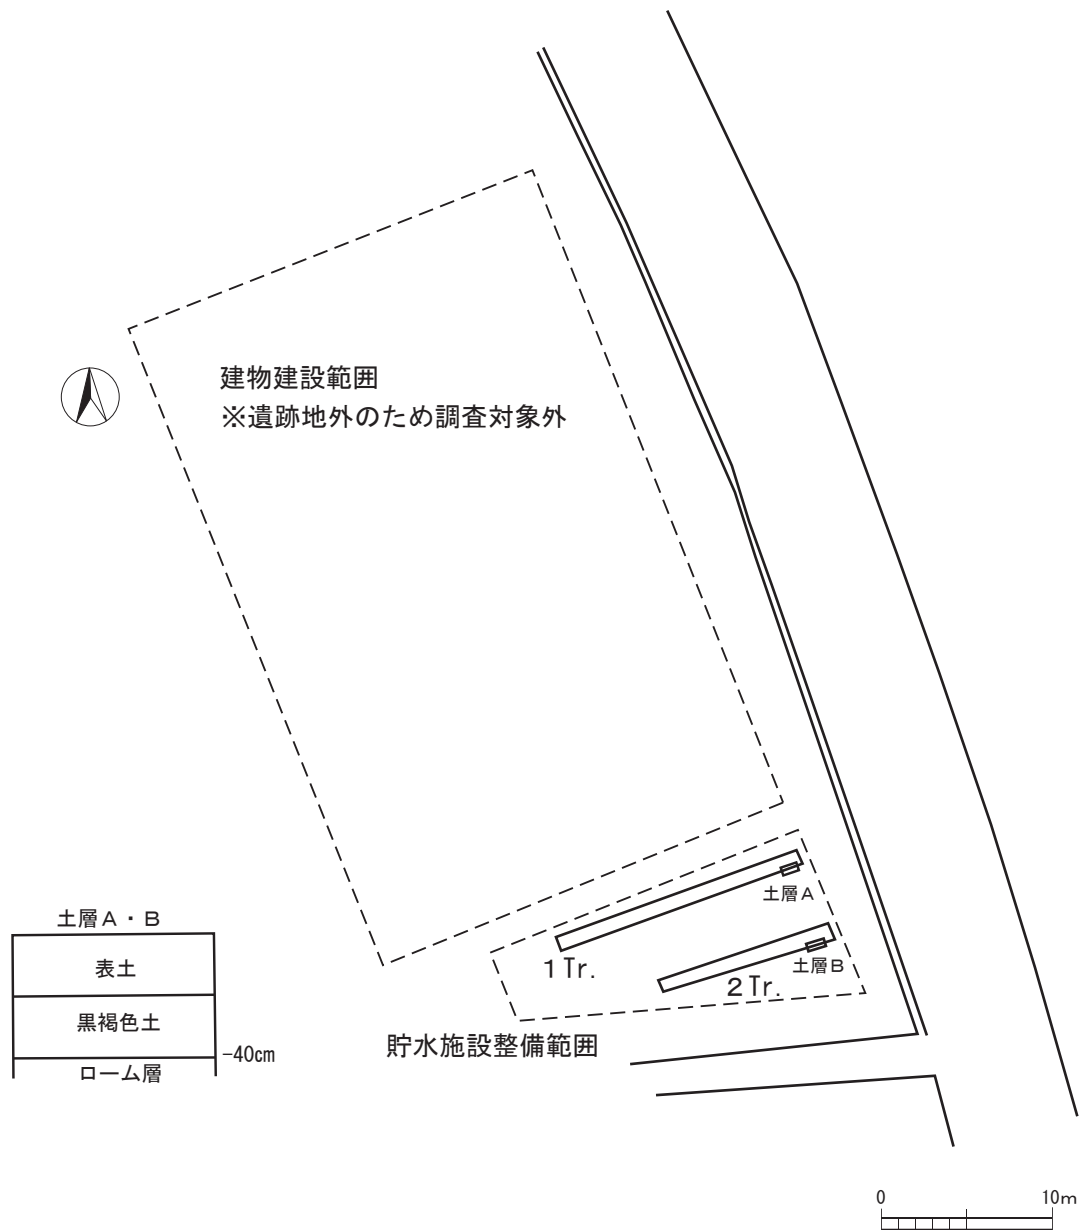 建物建設範囲
※遺跡地外のため調査対象外
土層A
1Tr.
土層B
2Tr.
貯水施設整備範囲
土層A・B
表土
黒褐色土
-40cm
ローム層
0 10m